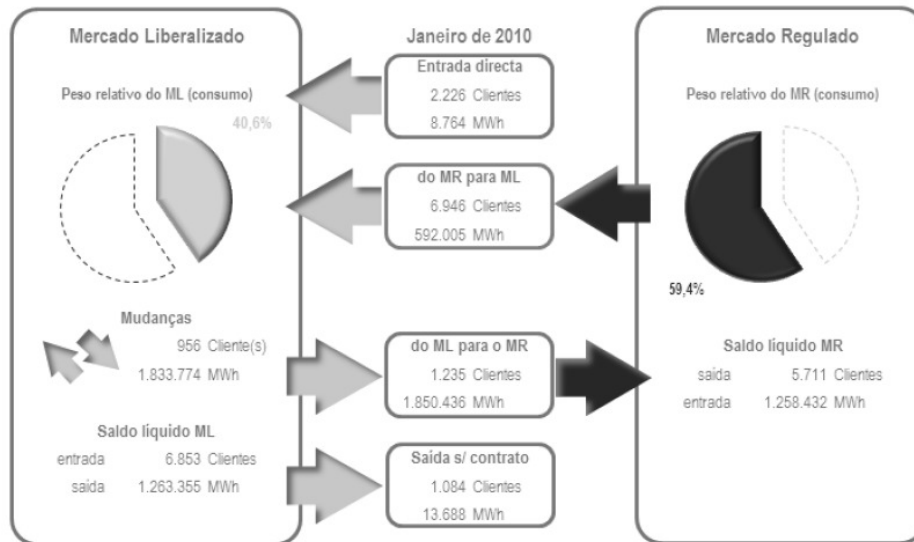 Mercado Liberalizado
Peso relativo do ML (consumo)
40,6%
Mudanças
956 Cliente(s)
1.833.774 MWh
Saldo líquido ML
entrada 6.853 Clientes
saída 1.263.355 MWh
Janeiro de 2010
Entrada directa
2.226 Clientes
8.764 MWh
do MR para ML
6.946 Clientes
592.005 MWh
do ML para o MR
1.235 Clientes
1.850.436 MWh
Saída s/ contrato
1.084 Clientes
13.688 MWh
Mercado Regulado
Peso relativo do MR (consumo)
59,4%
Saldo líquido MR
saída 5.711 Clientes
entrada 1.258.432 MWh